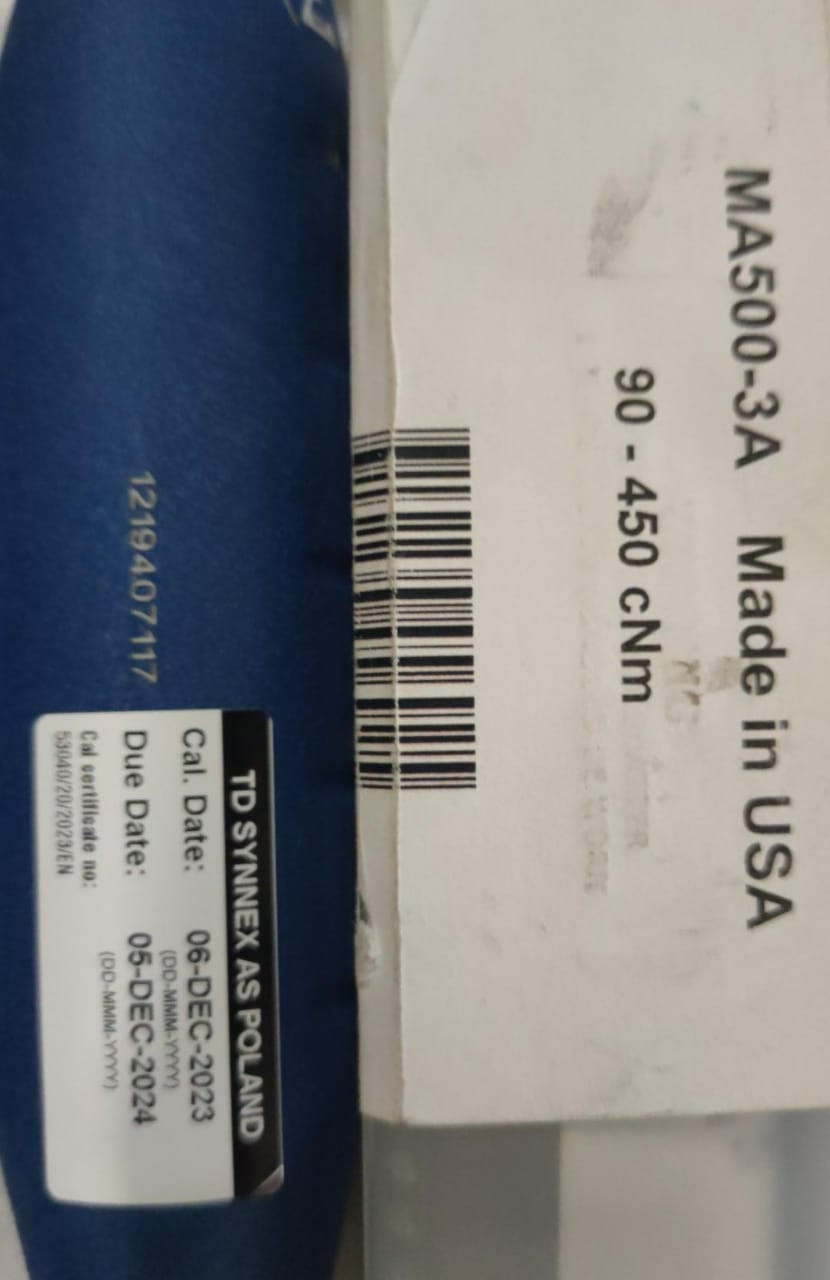 MA500-3A Made in USA
90 - 450 cNm
1219407117
TD SYNNEX AS POLAND
Cal. Date: 06-DEC-2023
(DD-MMM-YYYY)
Due Date: 05-DEC-2024
(DD-MMM-YYYY)
Cal certificate no:
53040/20/2023/EN